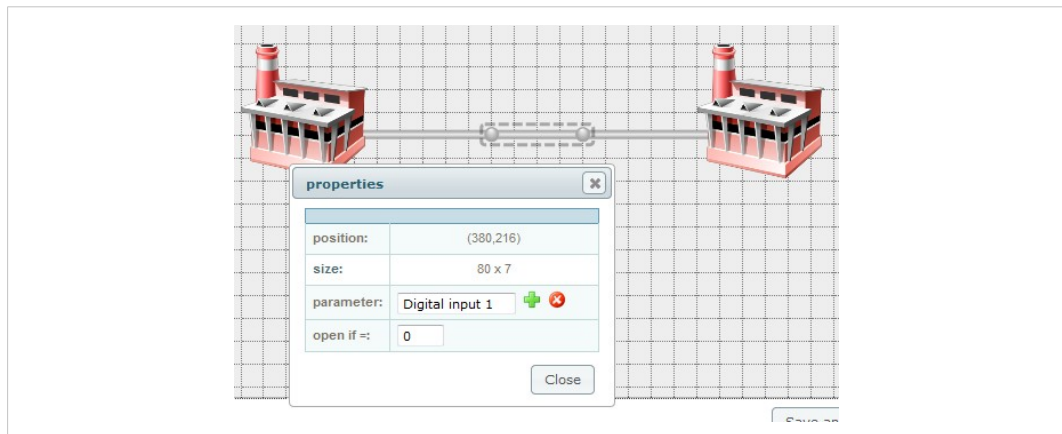 properties
position: (380,216)
size: 80 x 7
parameter: Digital input 1
open if =: 0
Close